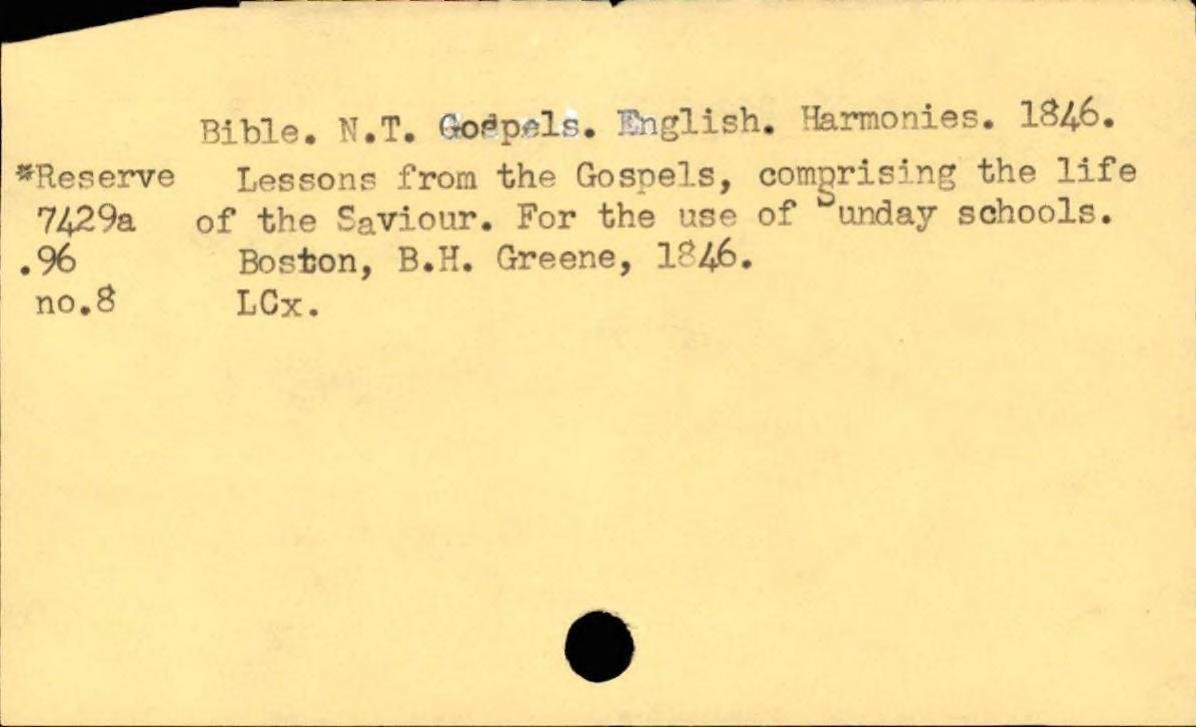 Bible. N.T. Gospels. English. Harmonies. 1846.
*Reserve Lessons from the Gospels, comprising the life
7429a of the Saviour. For the use of Sunday schools.
.96 Boston, B.H. Greene, 1846.
no.8 LCx.